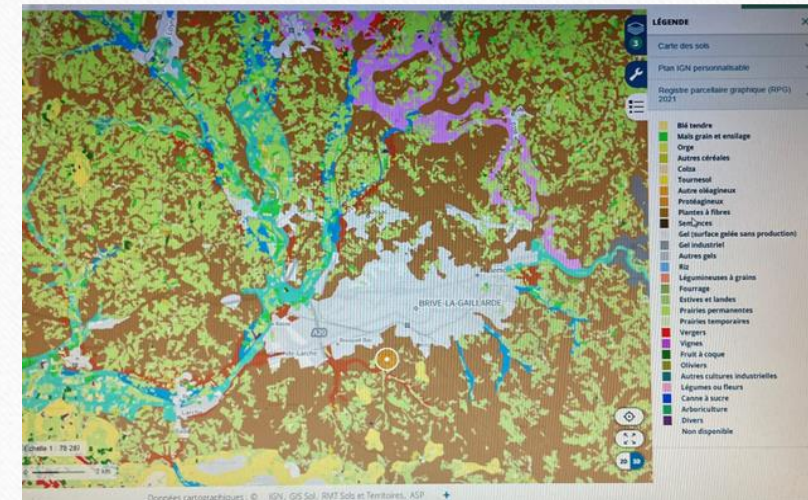 LÉGENDE
Carte des sols
Plan IGN personnalisable
Registre parcellaire graphique (RPG)
2021
3
Blé tendre
Maïs grain et ensilage
Orge
Autres céréales
Colza
Tournesol
Autre oléagineux
Protéagineux
Plantes à fibres
Semences
Gel (surface gelée sans production)
Gel industriel
Autres gels
Riz
Légumineuses à grains
Fourrage
Estives et landes
Prairies permanentes
Prairies temporaires
Vergers
Vignes
Fruit à coque
Oliviers
Autres cultures industrielles
Légumes ou fleurs
Canne à sucre
Arboriculture
Divers
Non disponible
BRIVE-LA-GAILLARDE
A20
2D
3D
Données cartographiques : © IGN, GIS Sol, RMT Sols et Territoires, ASP